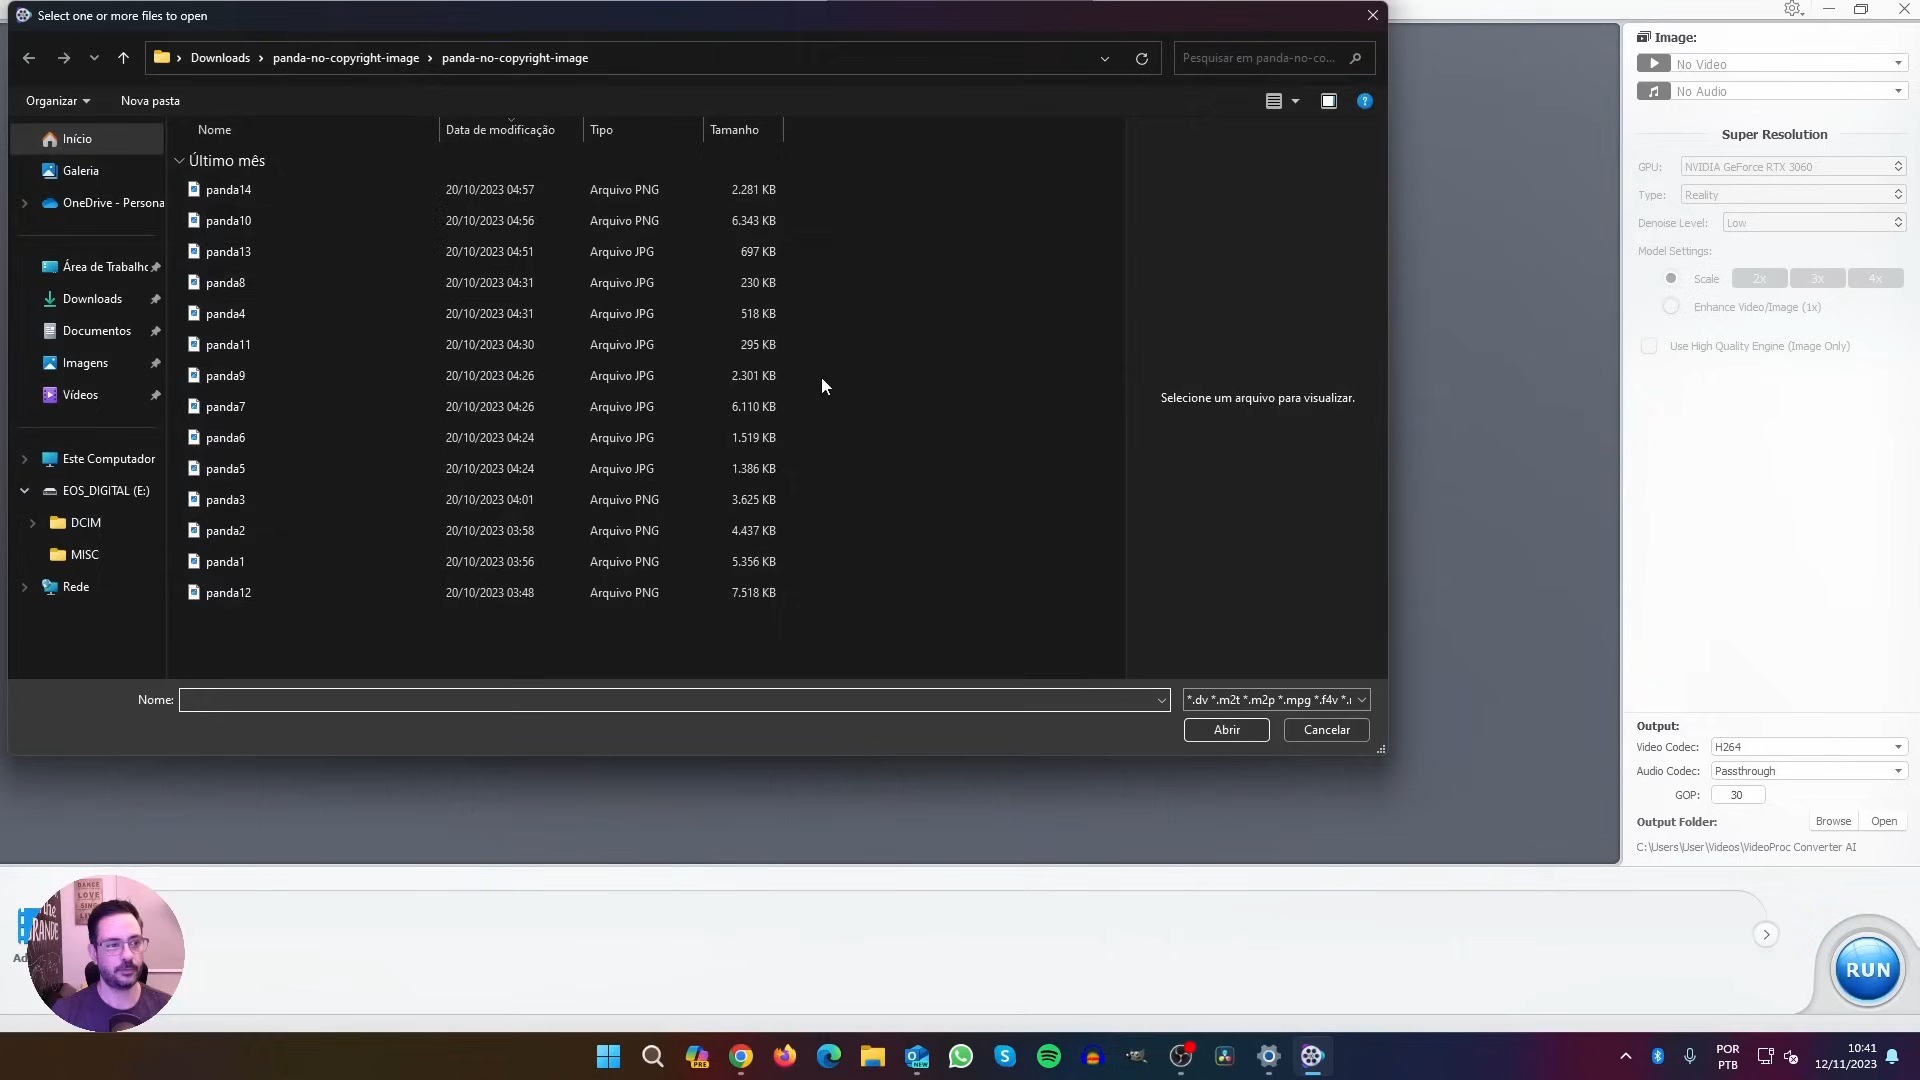 Select one or more files to open
Downloads > panda-no-copyright-image > panda-no-copyright-image
Pesquisar em panda-no-co...
Organizar
Nova pasta
Início
Galeria
OneDrive - Persona
Área de Trabalho
Downloads
Documentos
Imagens
Vídeos
Este Computador
EOS_DIGITAL (E:)
DCIM
MISC
Rede
Nome Data de modificação Tipo Tamanho
Último mês
panda14 20/10/2023 04:57 Arquivo PNG 2.281 KB
panda10 20/10/2023 04:56 Arquivo PNG 6.343 KB
panda13 20/10/2023 04:51 Arquivo JPG 697 KB
panda8 20/10/2023 04:31 Arquivo JPG 230 KB
panda4 20/10/2023 04:31 Arquivo JPG 518 KB
panda11 20/10/2023 04:30 Arquivo JPG 295 KB
panda9 20/10/2023 04:26 Arquivo JPG 2.301 KB
panda7 20/10/2023 04:26 Arquivo JPG 6.110 KB
panda6 20/10/2023 04:24 Arquivo JPG 1.519 KB
panda5 20/10/2023 04:24 Arquivo JPG 1.386 KB
panda3 20/10/2023 04:01 Arquivo PNG 3.625 KB
panda2 20/10/2023 03:58 Arquivo PNG 4.437 KB
panda1 20/10/2023 03:56 Arquivo PNG 5.356 KB
panda12 20/10/2023 03:48 Arquivo PNG 7.518 KB
Selecione um arquivo para visualizar.
Nome:
*.dv *.m2t *.m2p *.mpg *.f4v
Abrir
Cancelar
Image:
No Video
No Audio
Super Resolution
GPU: NVIDIA GeForce RTX 3060
Type: Reality
Denoise Level: Low
Model Settings:
Scale 2x 3x 4x
Enhance Video/Image (1x)
Use High Quality Engine (Image Only)
Output:
Video Codec: H264
Audio Codec: Passthrough
GOP: 30
Output Folder: Browse Open
C:\Users\User\Videos\VideoProc Converter AI
DANCE
LOVE
SING
the
GRANDE
RUN
PRE
NEW
POR
PTB
10:41
12/11/2023